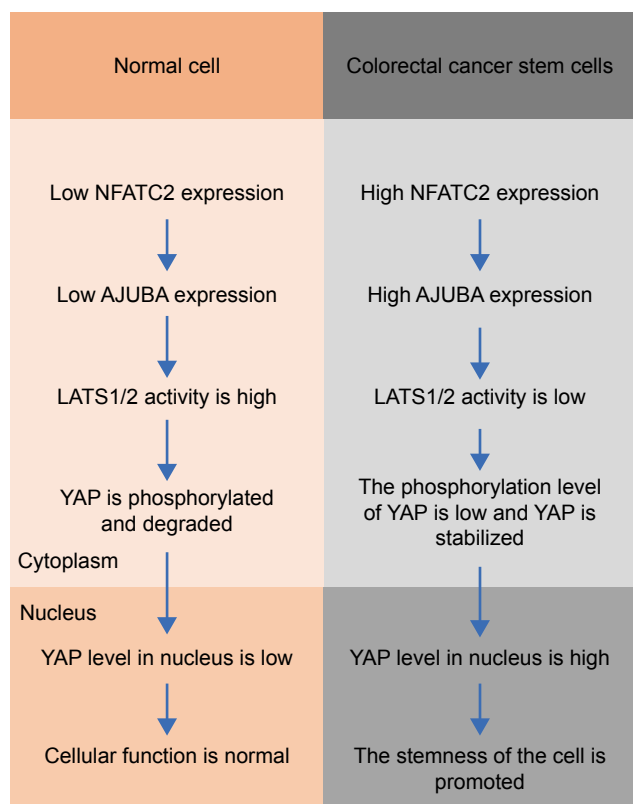 Normal cell
Colorectal cancer stem cells
Low NFATC2 expression
Low AJUBA expression
LATS1/2 activity is high
YAP is phosphorylated
and degraded
Cytoplasm
Nucleus
YAP level in nucleus is low
Cellular function is normal
High NFATC2 expression
High AJUBA expression
LATS1/2 activity is low
The phosphorylation level
of YAP is low and YAP is
stabilized
YAP level in nucleus is high
The stemness of the cell is
promoted